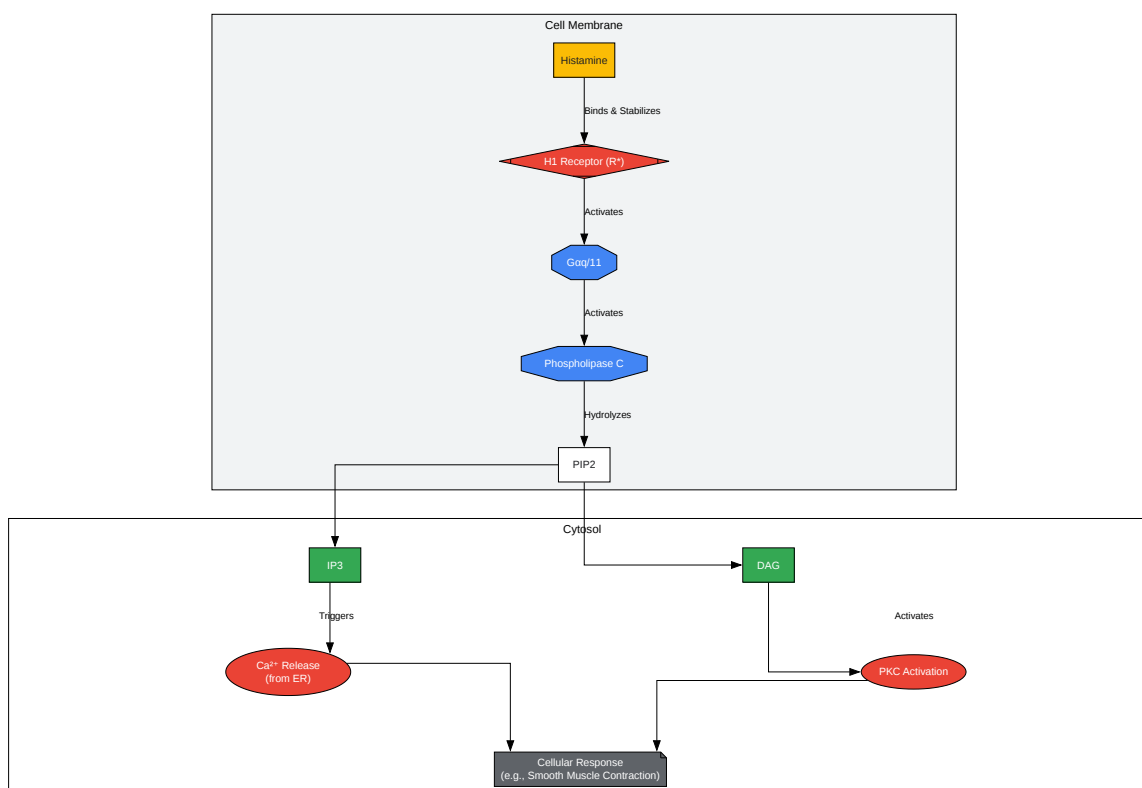 Cell Membrane
Histamine
Binds & Stabilizes
H1 Receptor (R*)
Activates
Gαq/11
Activates
Phospholipase C
Hydrolyzes
PIP2
Cytosol
IP3
DAG
Triggers
Activates
Ca²⁺ Release
(from ER)
PKC Activation
Cellular Response
(e.g., Smooth Muscle Contraction)